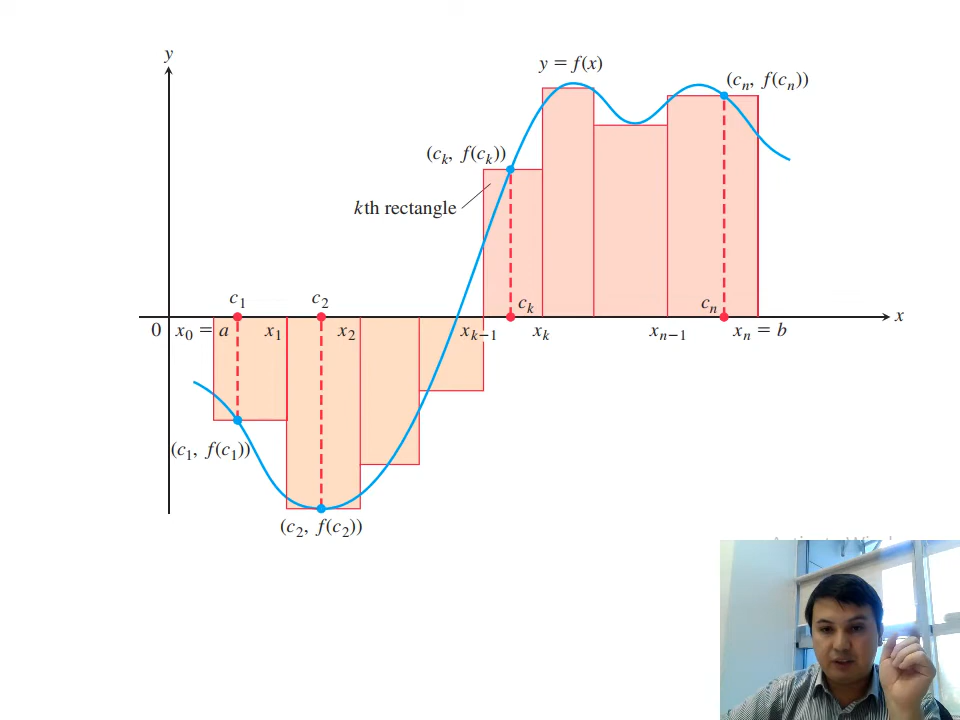 y
y = f(x)
(cₙ, f(cₙ))
(cₖ, f(cₖ))
kth rectangle
c₁
c₂
cₖ
cₙ
x
0
x₀ = a
x₁
x₂
xₖ₋₁
xₖ
xₙ₋₁
xₙ = b
(c₁, f(c₁))
(c₂, f(c₂))